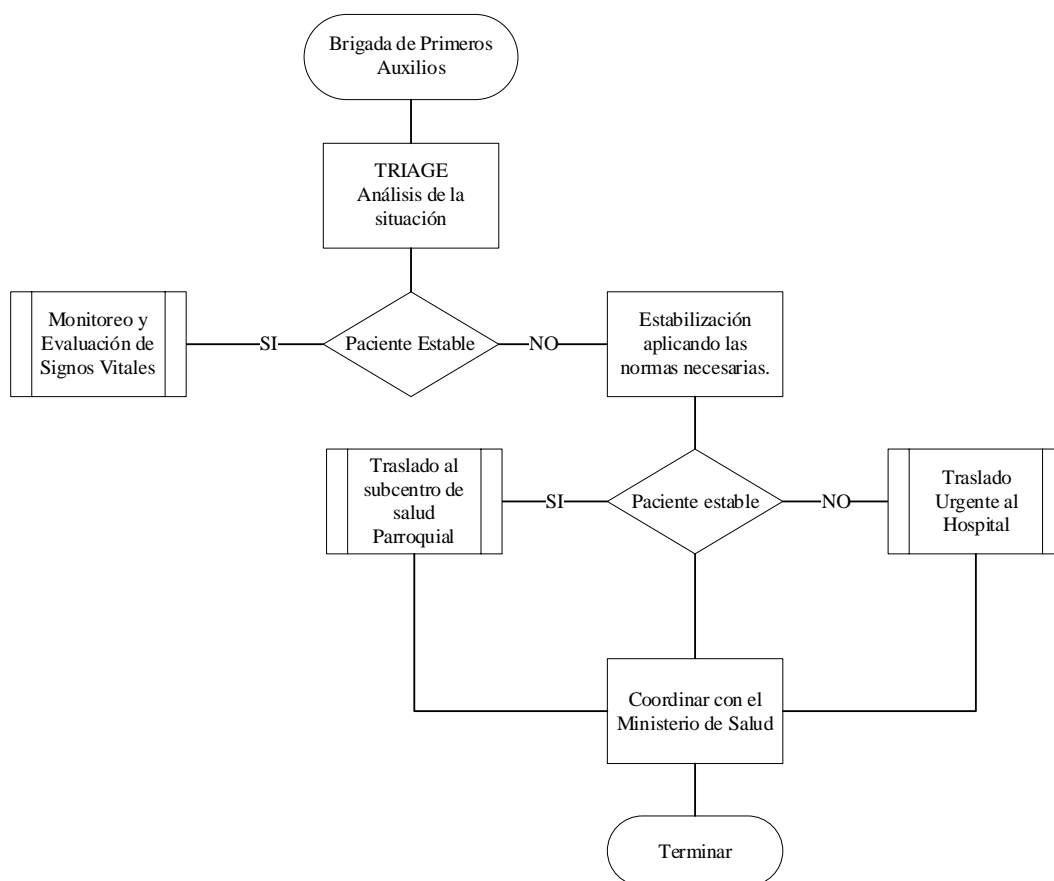 Brigada de Primeros
Auxilios
TRIAGE
Análisis de la
situación
Monitoreo y
Evaluación de
Signos Vitales
SI
Paciente Estable
NO
Estabilización
aplicando las
normas necesarias.
Traslado al
subcentro de
salud
Parroquial
SI
Paciente estable
NO
Traslado
Urgente al
Hospital
Coordinar con el
Ministerio de Salud
Terminar